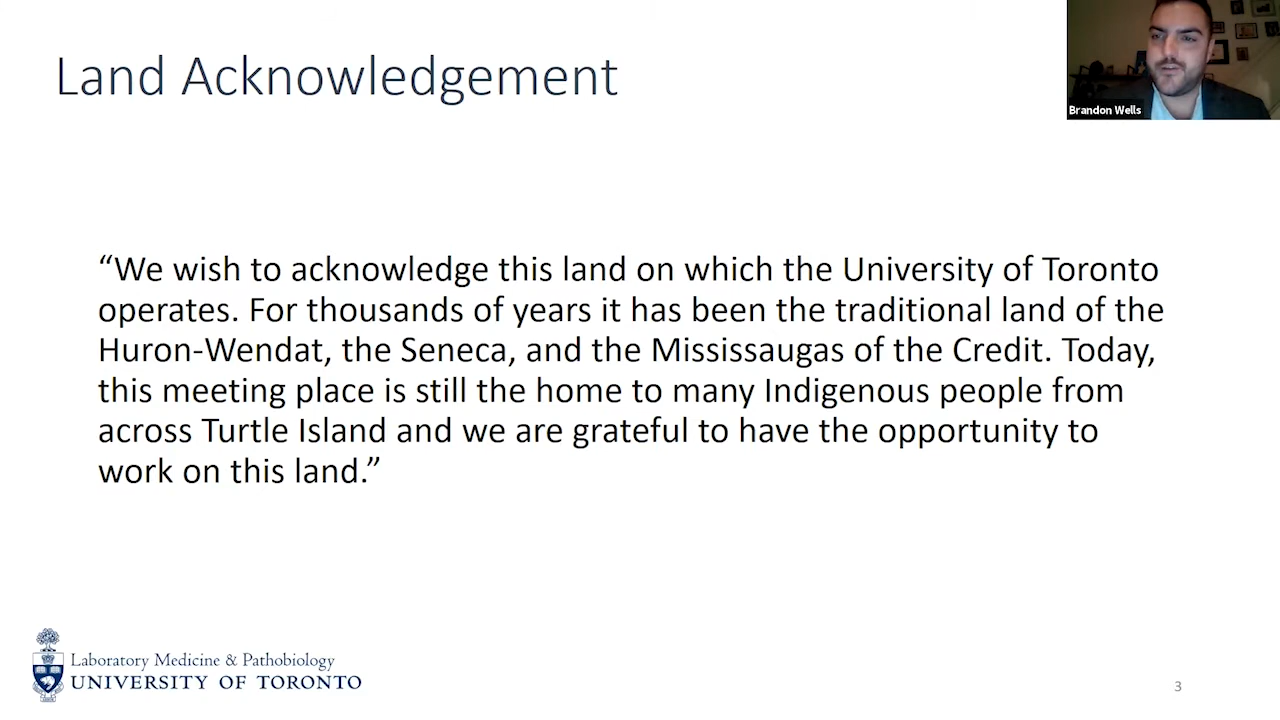 Land Acknowledgement
Brandon Wells
“We wish to acknowledge this land on which the University of Toronto
operates. For thousands of years it has been the traditional land of the
Huron-Wendat, the Seneca, and the Mississaugas of the Credit. Today,
this meeting place is still the home to many Indigenous people from
across Turtle Island and we are grateful to have the opportunity to
work on this land.”
Laboratory Medicine & Pathobiology
UNIVERSITY OF TORONTO
3